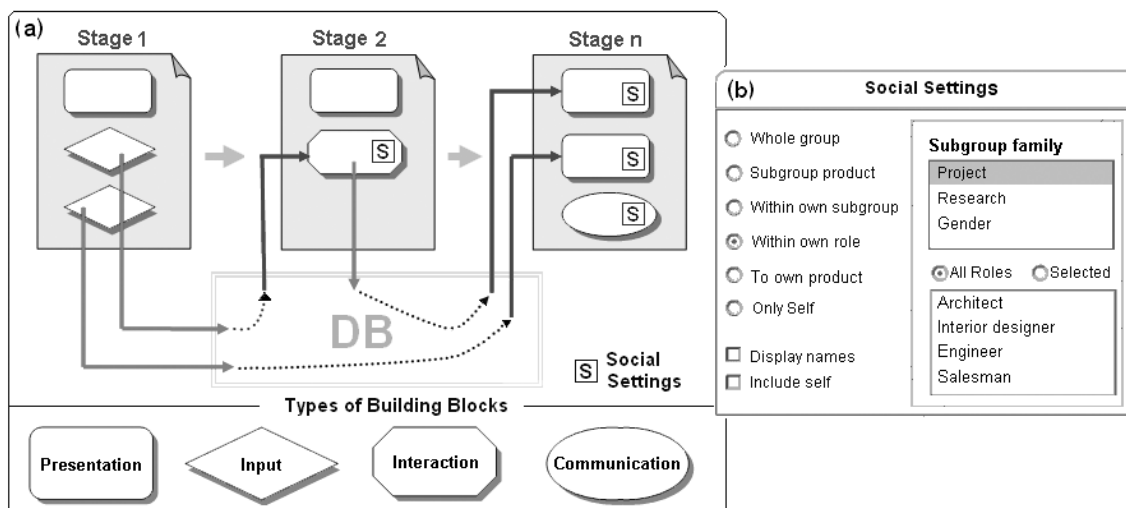 (a)
Stage 1
Stage 2
Stage n
S
S
S
S
DB
S Social
Settings
Types of Building Blocks
Presentation
Input
Interaction
Communication
(b)
Social Settings
Whole group
Subgroup product
Within own subgroup
Within own role
To own product
Only Self
Display names
Include self
Subgroup family
Project
Research
Gender
All Roles
Selected
Architect
Interior designer
Engineer
Salesman